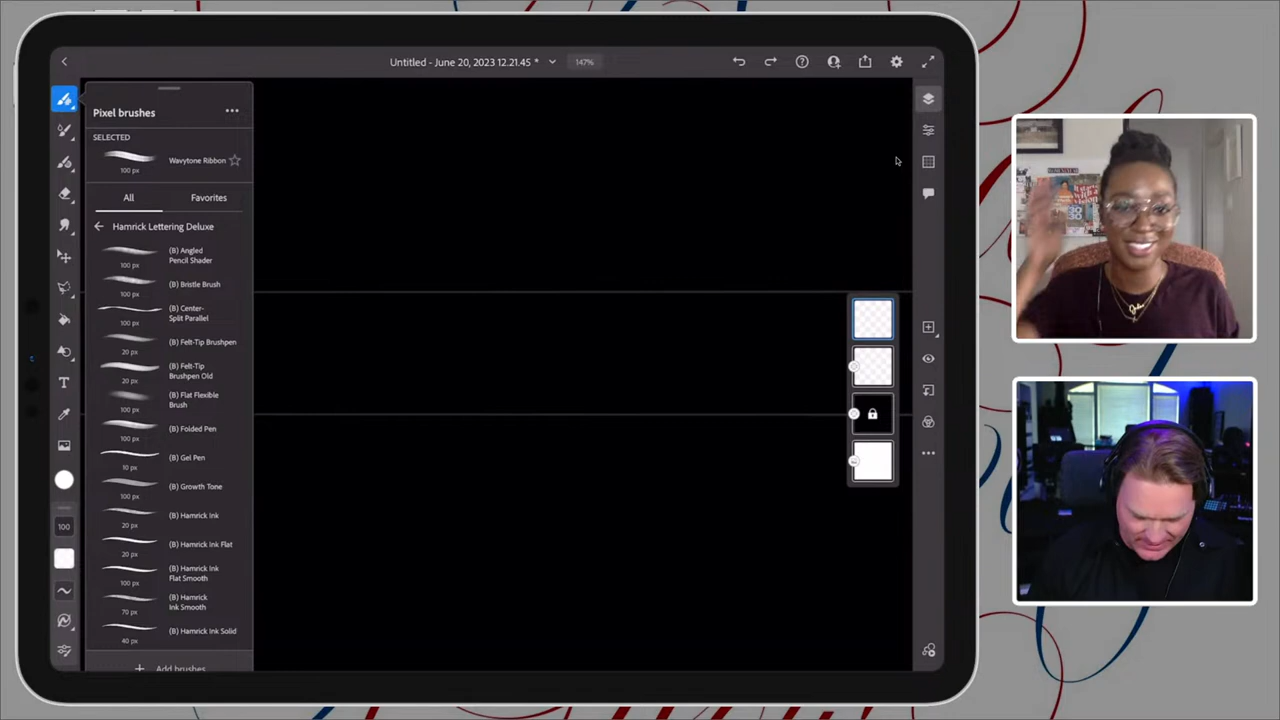 Untitled - June 20, 2023 12.21.45 *
147%
Pixel brushes
SELECTED
Wavytone Ribbon
100 px
All
Favorites
Hamrick Lettering Deluxe
(B) Angled
Pencil Shader
100 px
(B) Bristle Brush
100 px
(B) Center-
Split Parallel
100 px
(B) Felt-Tip Brushpen
20 px
(B) Felt-Tip
Brushpen Old
20 px
(B) Flat Flexible
Brush
100 px
(B) Folded Pen
100 px
(B) Gel Pen
10 px
(B) Growth Tone
100 px
(B) Hamrick Ink
20 px
(B) Hamrick Ink Flat
20 px
(B) Hamrick Ink
Flat Smooth
100 px
(B) Hamrick
Ink Smooth
70 px
(B) Hamrick Ink Solid
40 px
Add brushes
100
T